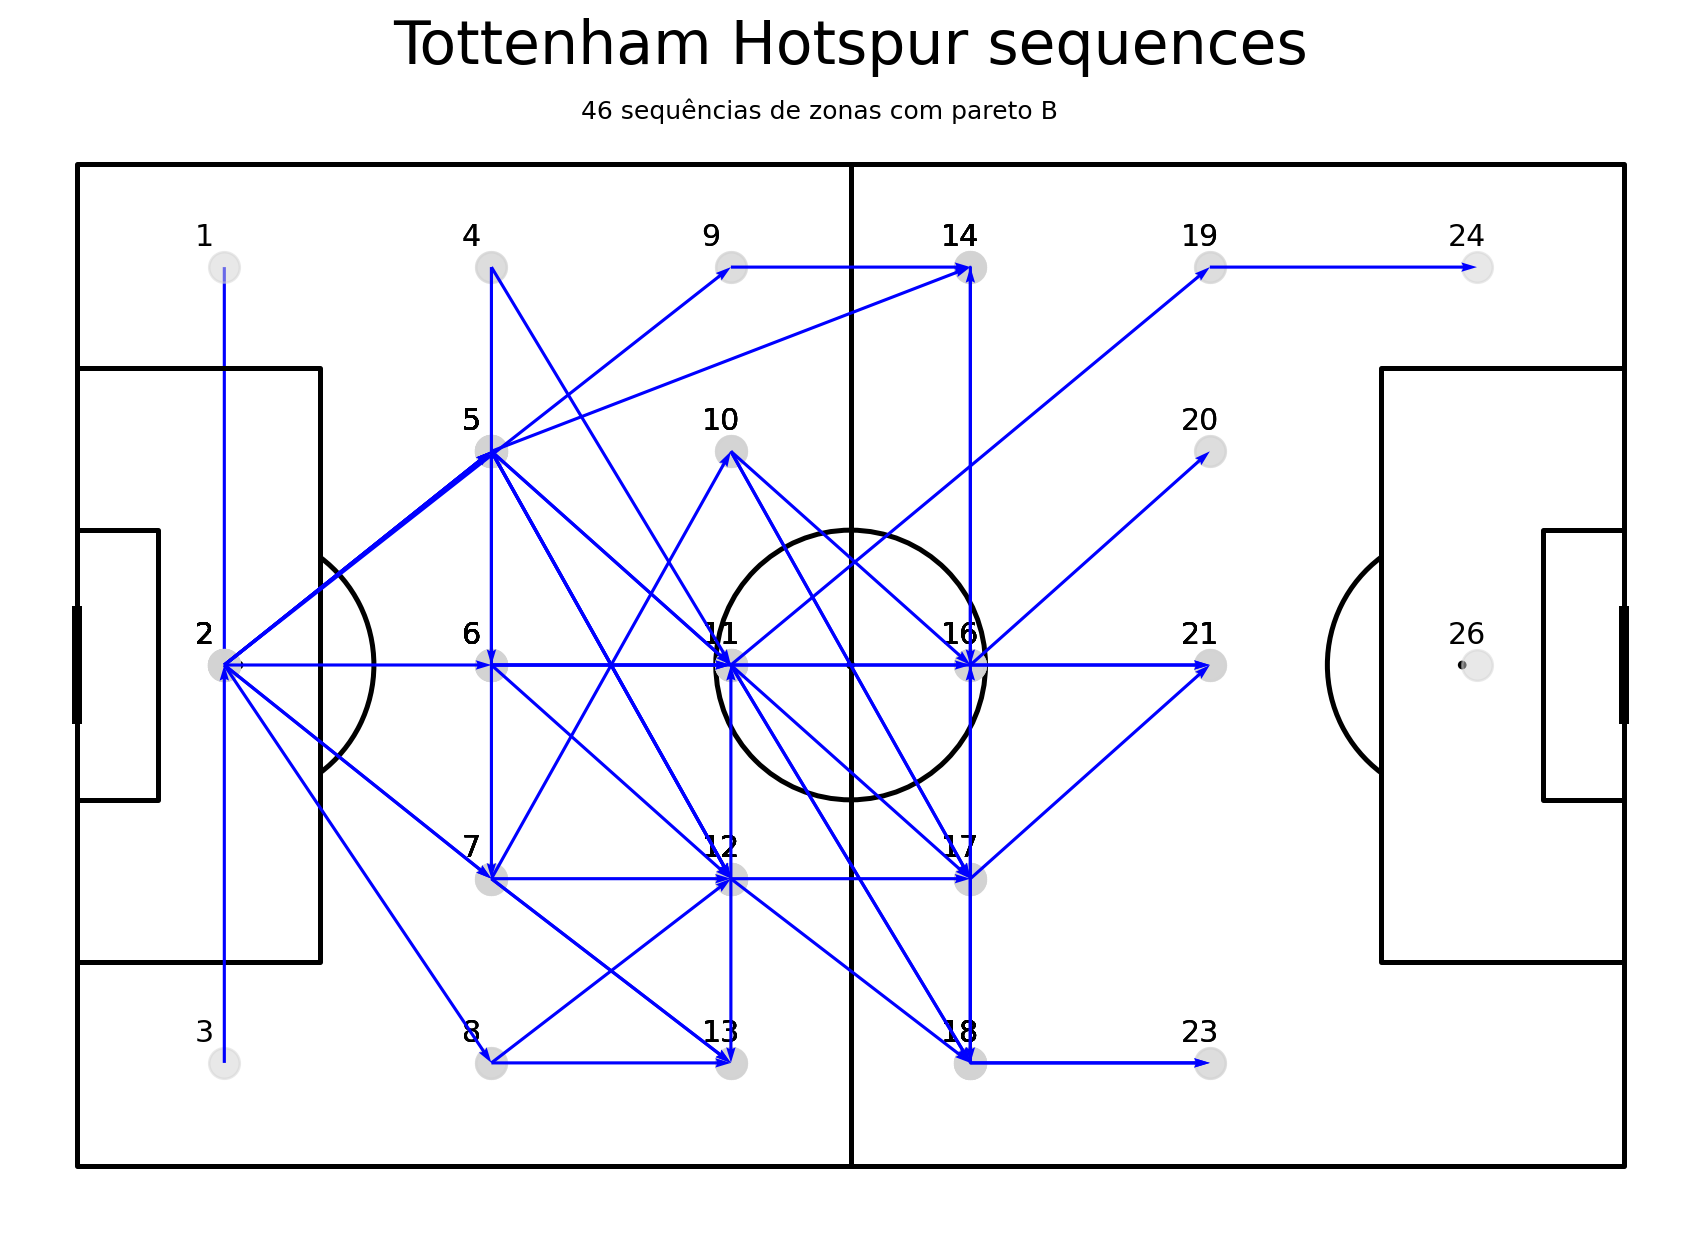 Tottenham Hotspur sequences
46 sequências de zonas com pareto B
1 4 9 14 19 24
5 10 20
2 6 11 16 21 26
7 12 17
3 8 13 18 23